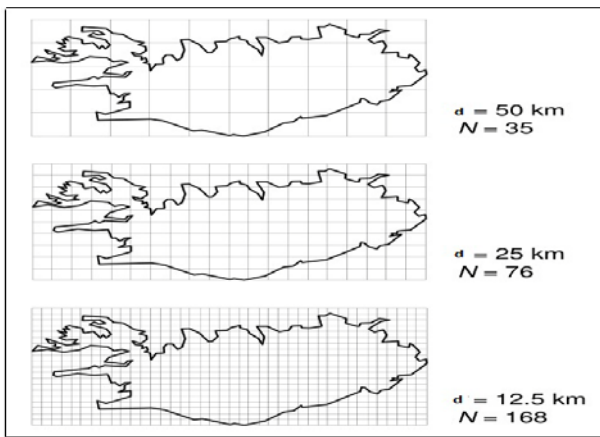 d = 50 km
N = 35
d = 25 km
N = 76
d = 12.5 km
N = 168